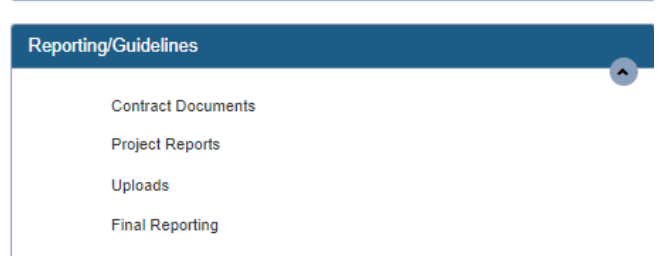 Reporting/Guidelines
Contract Documents
Project Reports
Uploads
Final Reporting